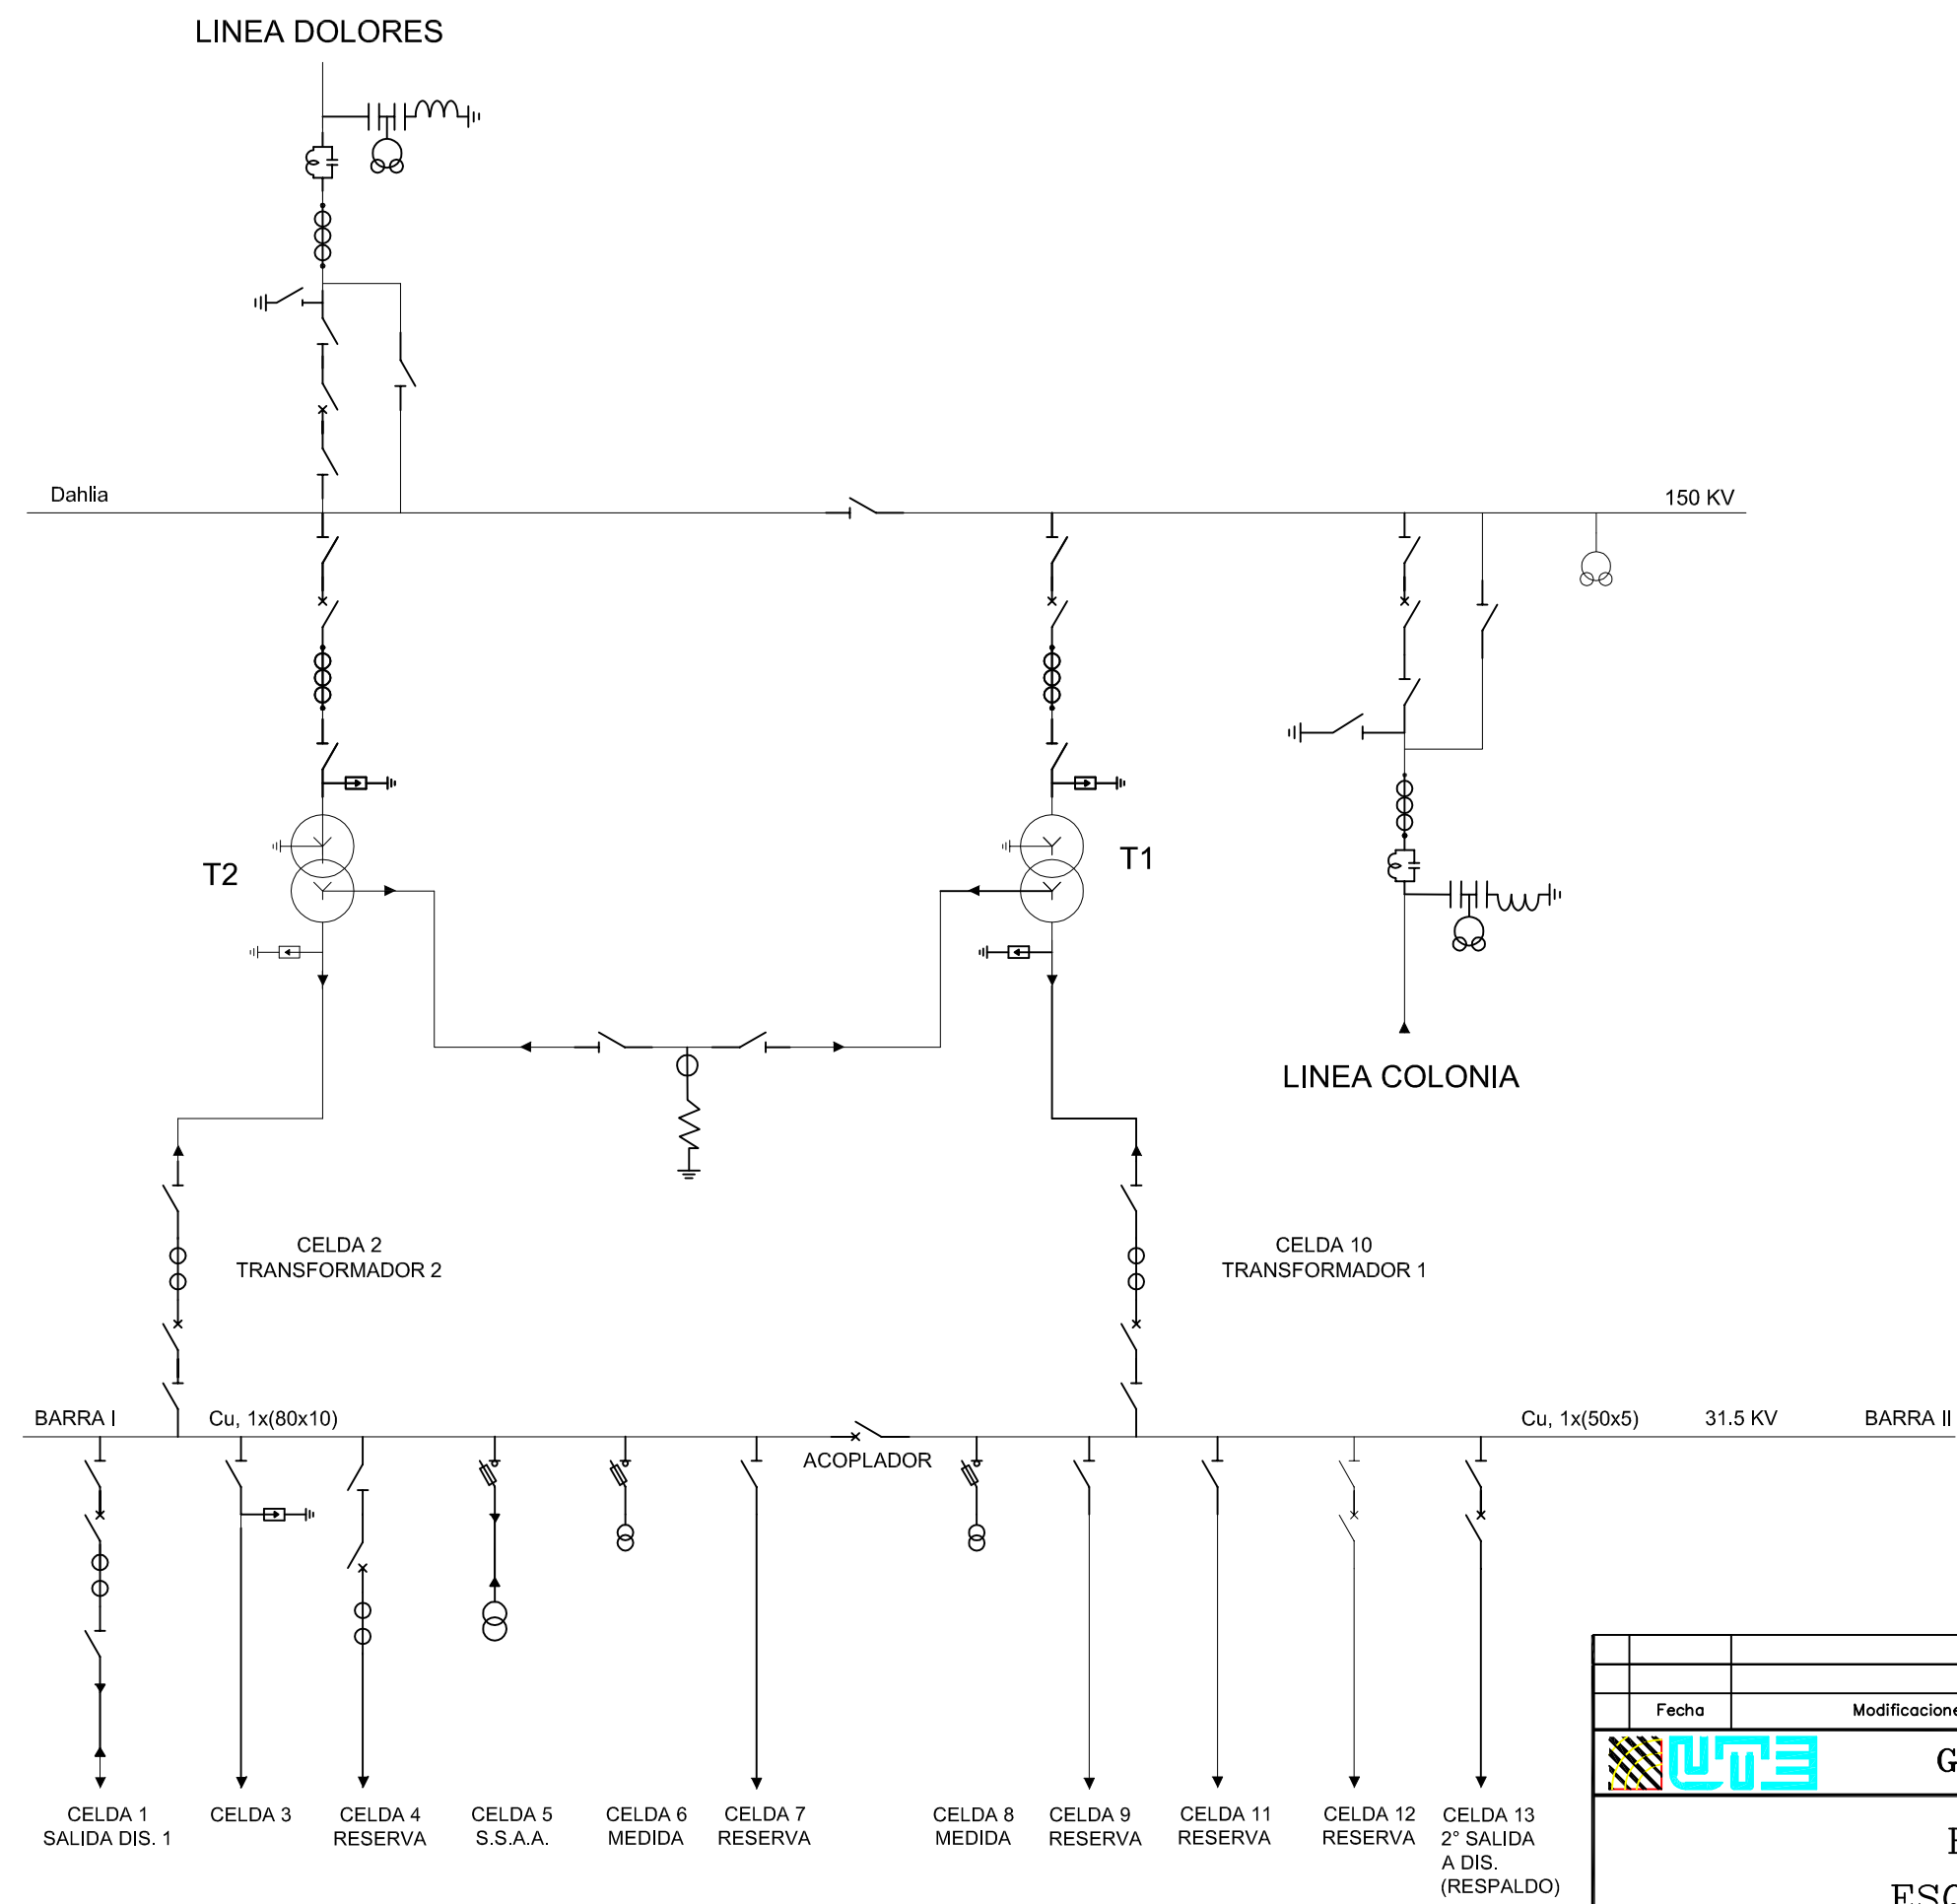 LINEA DOLORES
Dahlia
150 KV
T2
T1
LINEA COLONIA
CELDA 2
TRANSFORMADOR 2
CELDA 10
TRANSFORMADOR 1
BARRA I
Cu, 1x(80x10)
Cu, 1x(50x5)
31.5 KV
BARRA II
ACOPLADOR
CELDA 1
SALIDA DIS. 1
CELDA 3
CELDA 4
RESERVA
CELDA 5
S.S.A.A.
CELDA 6
MEDIDA
CELDA 7
RESERVA
CELDA 8
MEDIDA
CELDA 9
RESERVA
CELDA 11
RESERVA
CELDA 12
RESERVA
CELDA 13
2° SALIDA
A DIS.
(RESPALDO)
Fecha
Modificacione
UTE
G
ESC